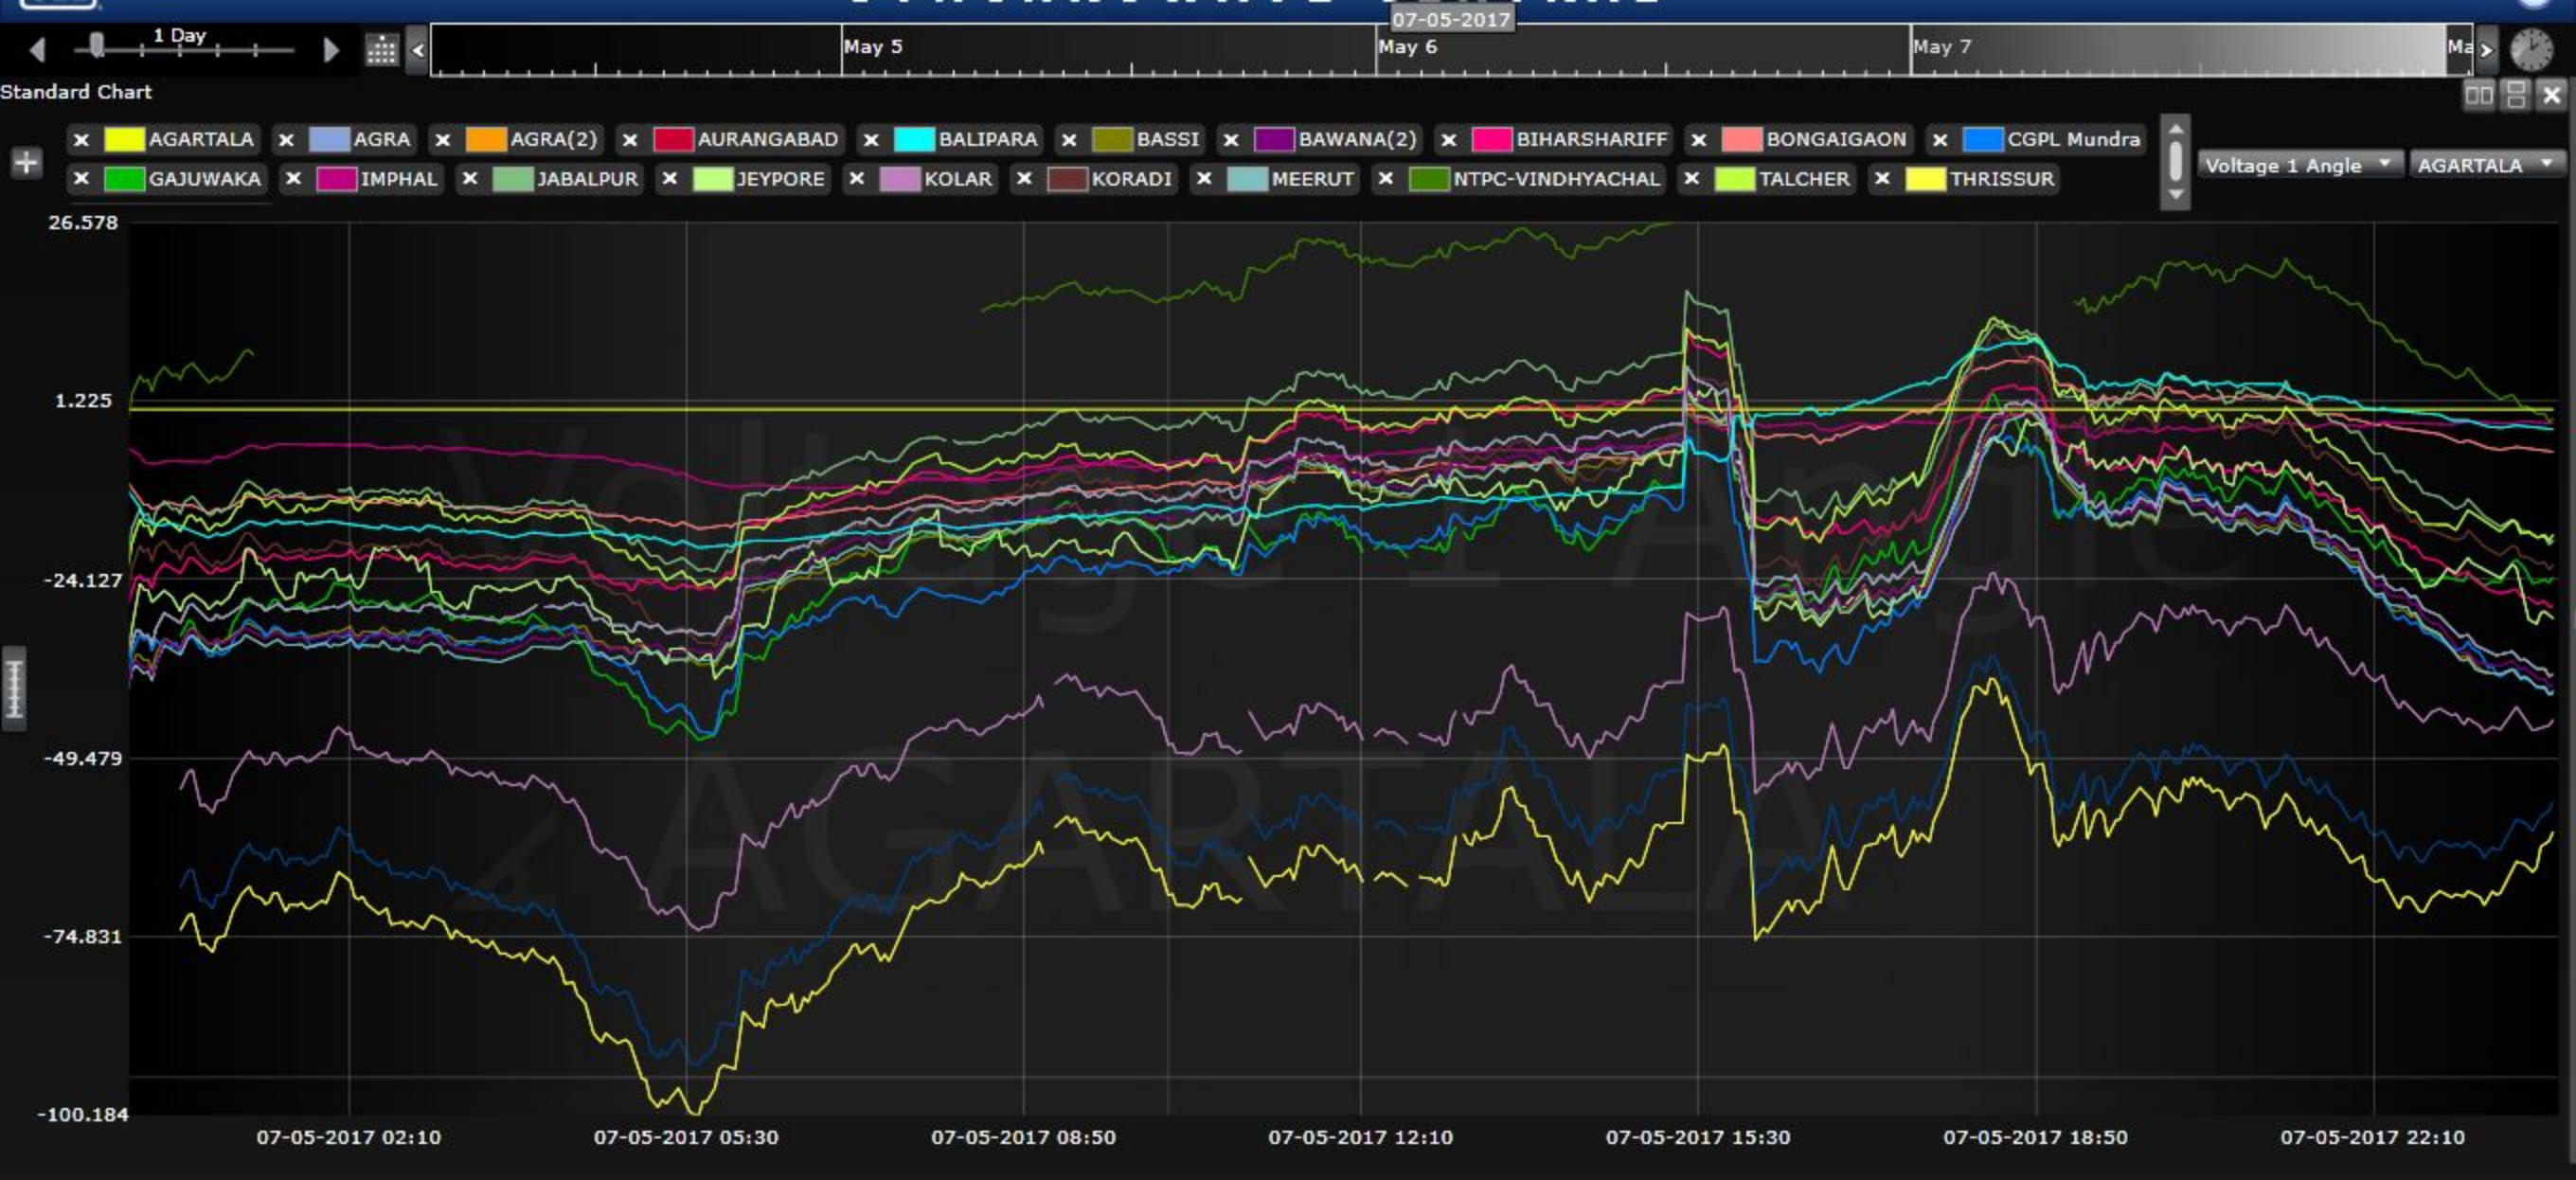 07-05-2017
1 Day
May 5
May 6
May 7
Standard Chart
AGARTALA AGRA AGRA(2) AURANGABAD BALIPARA BASSI BAWANA(2) BIHARSHARIFF BONGAIGAON CGPL Mundra
GAJUWAKA IMPHAL JABALPUR JEYPORE KOLAR KORADI MEERUT NTPC-VINDHYACHAL TALCHER THRISSUR
Voltage 1 Angle AGARTALA
26.578
1.225
-24.127
-49.479
-74.831
-100.184
Voltage 1 Angle
AGARTALA
07-05-2017 02:10
07-05-2017 05:30
07-05-2017 08:50
07-05-2017 12:10
07-05-2017 15:30
07-05-2017 18:50
07-05-2017 22:10